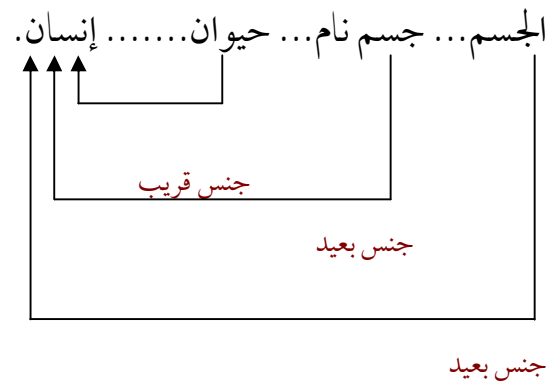 الجسم... جسم نام... حيوان....... إنسان.
جنس قريب
جنس بعيد
جنس بعيد